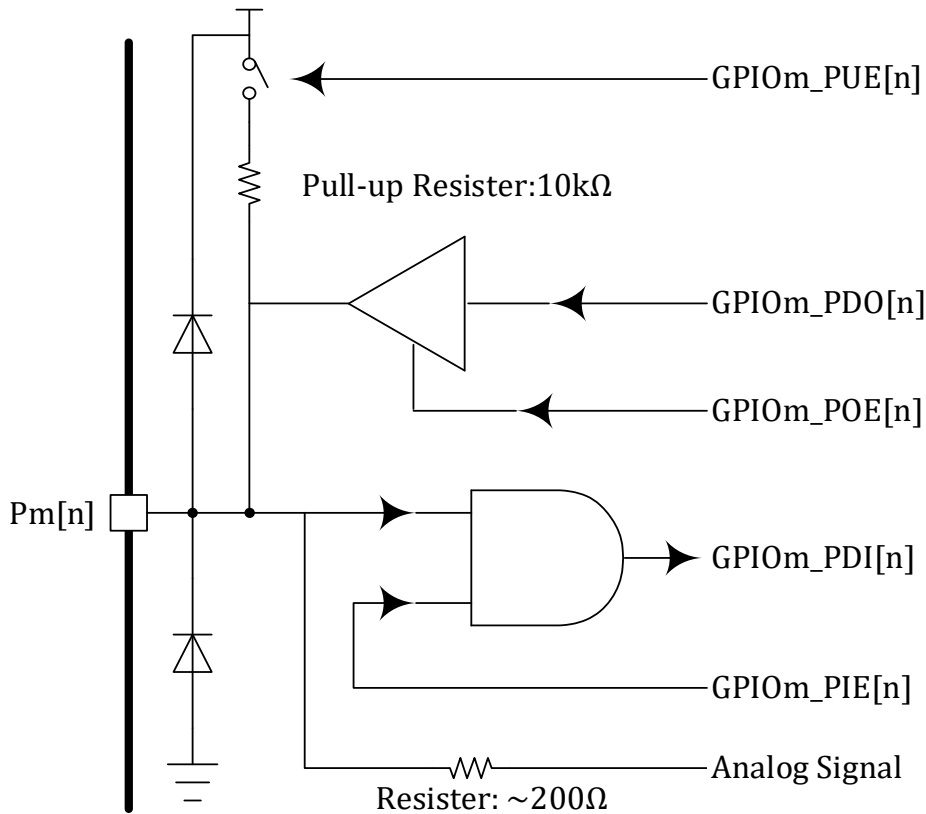 GPIOm_PUE[n]
Pull-up Resister:10kΩ
GPIOm_PDO[n]
GPIOm_POE[n]
Pm[n]
GPIOm_PDI[n]
GPIOm_PIE[n]
Analog Signal
Resister: ~200Ω